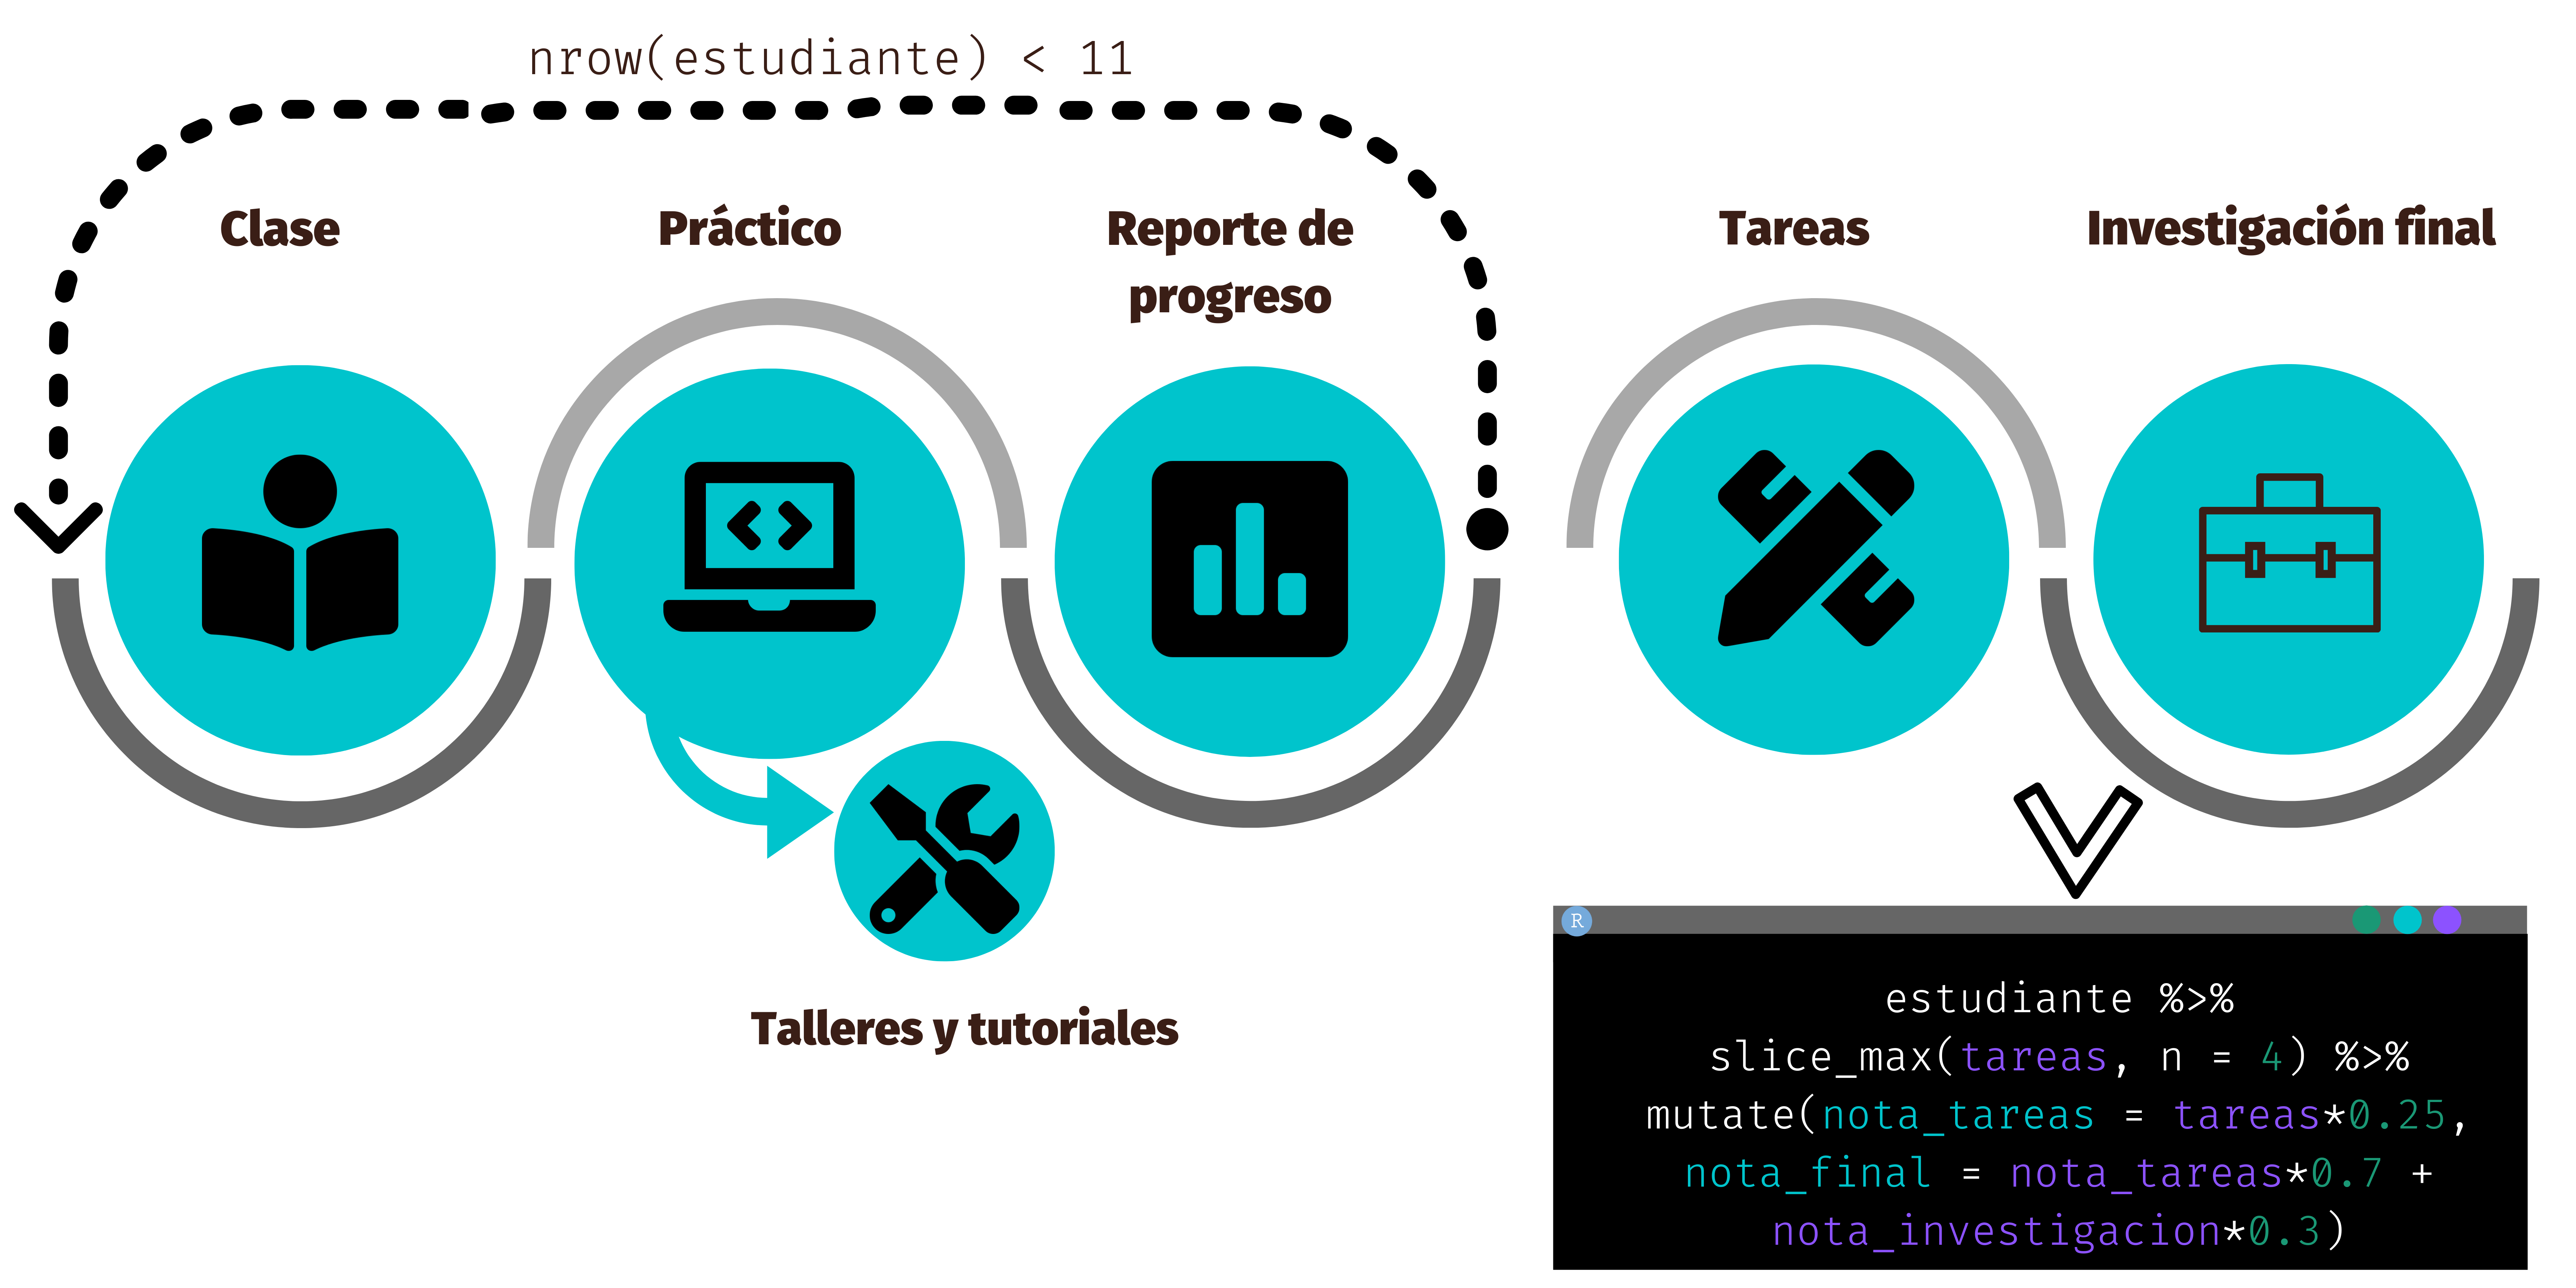 nrow(estudiante) < 11
Clase
Práctico
Reporte de
progreso
Tareas
Investigación final
Talleres y tutoriales
R
estudiante %>%
slice_max(tareas, n = 4) %>%
mutate(nota_tareas = tareas*0.25,
nota_final = nota_tareas*0.7 +
nota_investigacion*0.3)